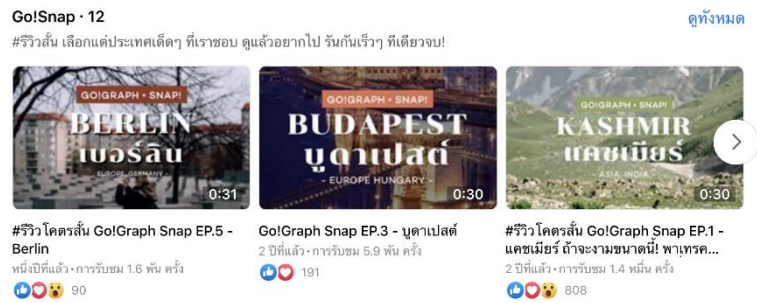 Go!Snap · 12
ดูทั้งหมด
#รีวิวสั้น เลือกแต่ประเทศเด็ดๆ ที่เราชอบ ดูแล้วอยากไป รันกันเร็วๆ ทีเดียวจบ!
GO!GRAPH • SNAP!
BERLIN
เบอร์ลิน
EUROPE, GERMANY -
0:31
GO!GRAPH • SNAP!
BUDAPEST
บูดาเปสต์
- EUROPE HUNGARY -
0:30
GO!GRAPH • SNAP!
KASHMIR
แคชเมียร์
ASIA, INDIA
0:30
#รีวิวโคตรสั้น Go!Graph Snap EP.5 -
Berlin
หนึ่งปีที่แล้ว · การรับชม 1.6 พัน ครั้ง
90
Go!Graph Snap EP.3 - บูดาเปสต์
2 ปีที่แล้ว · การรับชม 5.9 พัน ครั้ง
191
#รีวิวโคตรสั้น Go!Graph Snap EP.1 -
แคชเมียร์ ถ้าจะงามขนาดนี้! พาเทรค...
2 ปีที่แล้ว · การรับชม 1.4 หมื่น ครั้ง
808